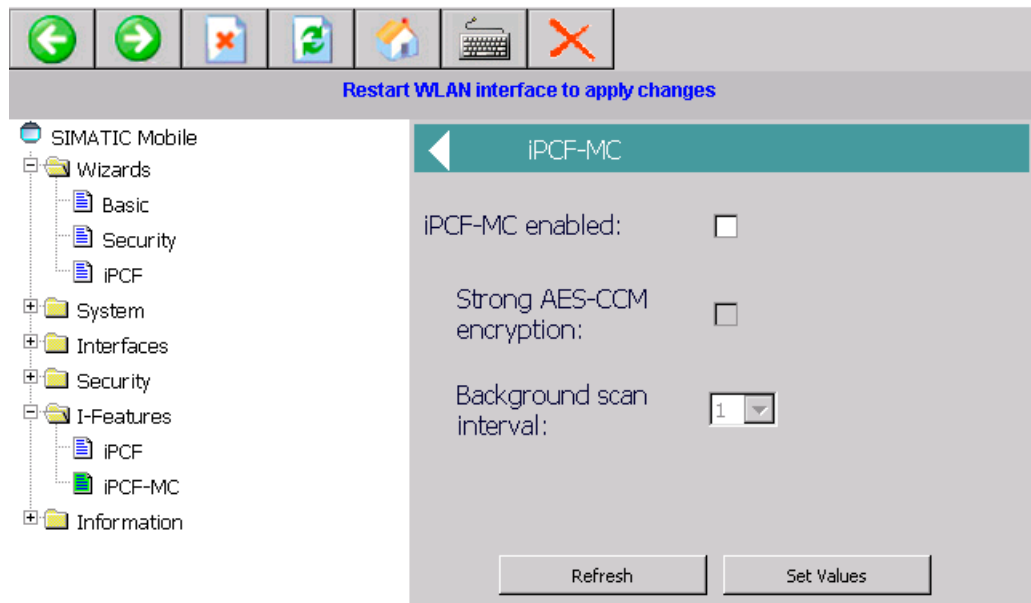 Restart WLAN interface to apply changes
SIMATIC Mobile
Wizards
Basic
Security
iPCF
System
Interfaces
Security
I-Features
iPCF
iPCF-MC
Information
iPCF-MC
iPCF-MC enabled:
Strong AES-CCM
encryption:
Background scan
interval:
1
Refresh
Set Values